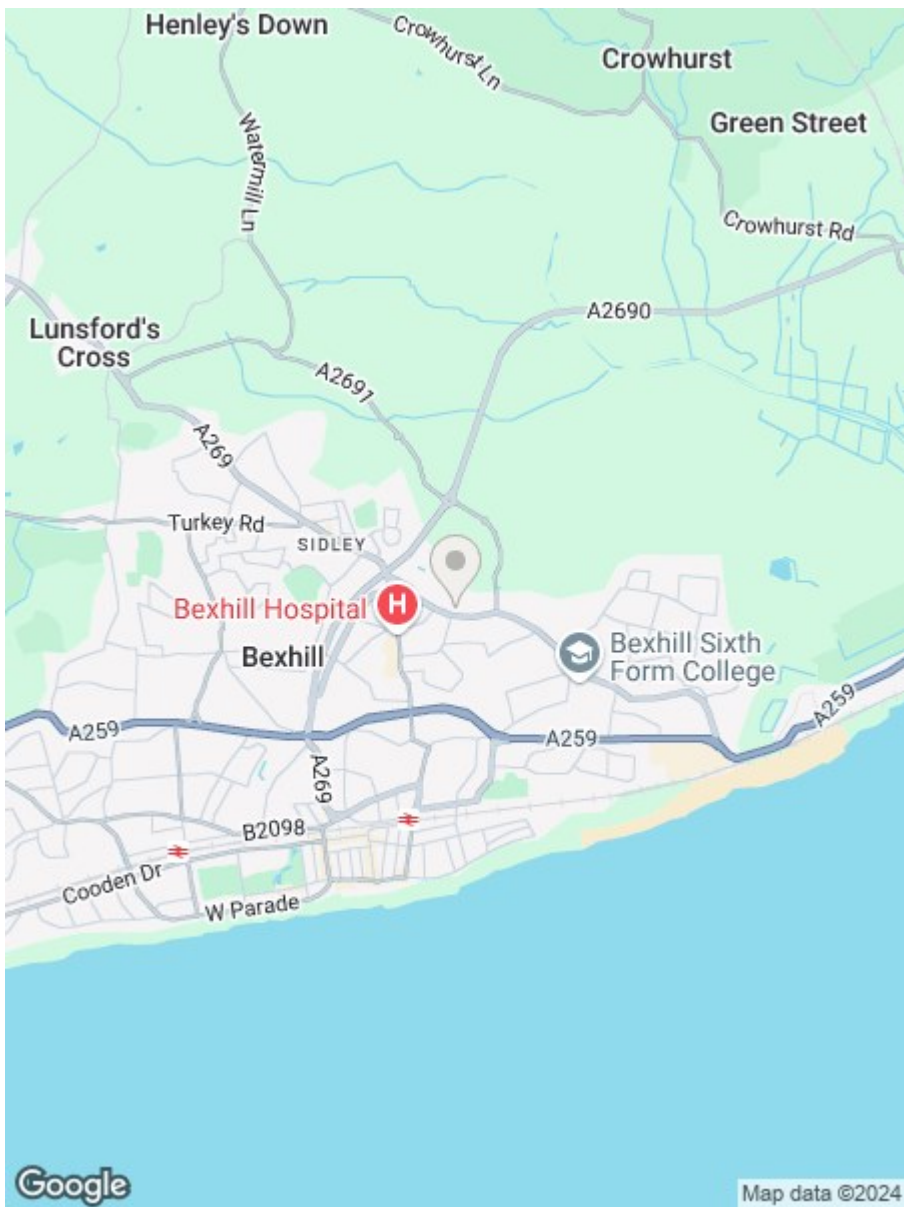 Henley's Down
Crowhurst Ln
Crowhurst
Green Street
Watermill Ln
Crowhurst Rd
A2690
Lunsford's
Cross
A2691
A269
Turkey Rd
SIDLEY
Bexhill Hospital
H
Bexhill
Bexhill Sixth
Form College
A259
A259
A259
A269
B2098
Cooden Dr
W Parade
Google
Map data ©2024